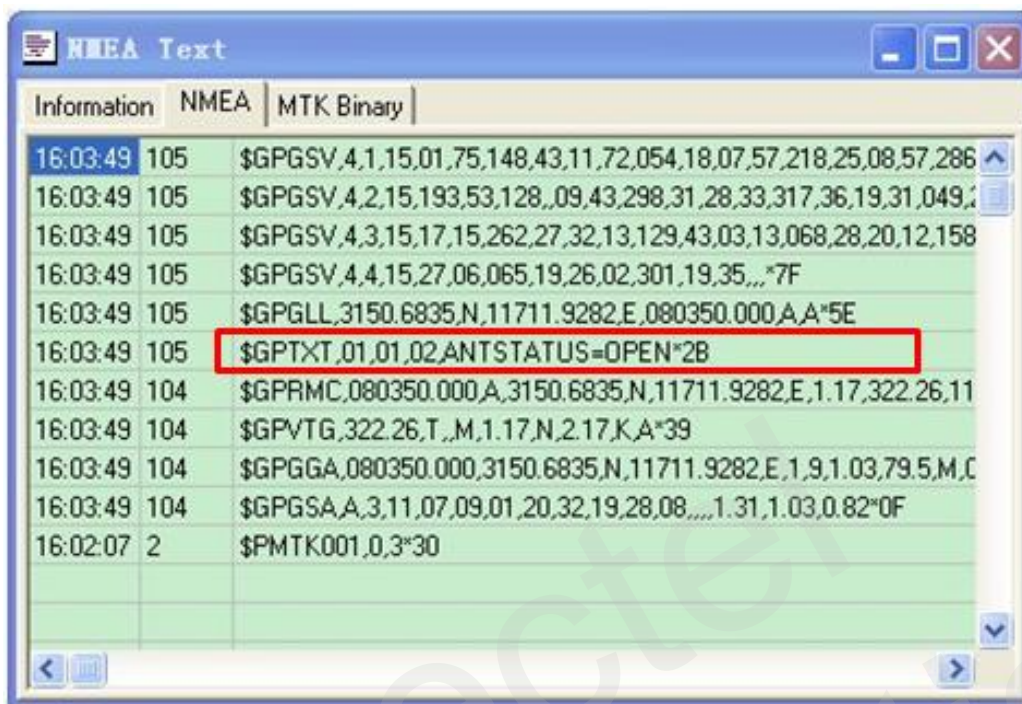 NMEA Text
Information NMEA MTK Binary
16:03:49 105 $GPGSV,4,1,15,01,75,148,43,11,72,054,18,07,57,218,25,08,57,286
16:03:49 105 $GPGSV,4,2,15,193,53,128,,09,43,298,31,28,33,317,36,19,31,049,
16:03:49 105 $GPGSV,4,3,15,17,15,262,27,32,13,129,43,03,13,068,28,20,12,158
16:03:49 105 $GPGSV,4,4,15,27,06,065,19,26,02,301,19,35,,,*7F
16:03:49 105 $GPGLL,3150.6835,N,11711.9282,E,080350.000,A,A*5E
16:03:49 105 $GPTXT,01,01,02,ANTSTATUS=OPEN*2B
16:03:49 104 $GPRMC,080350.000,A,3150.6835,N,11711.9282,E,1.17,322.26,11
16:03:49 104 $GPVTG,322.26,T,,M,1.17,N,2.17,K,A*39
16:03:49 104 $GPGGA,080350.000,3150.6835,N,11711.9282,E,1,9,1.03,79.5,M,
16:03:49 104 $GPGSA,A,3,11,07,09,01,20,32,19,28,08,,,,1.31,1.03,0.82*0F
16:02:07 2 $PMTK001,0,3*30